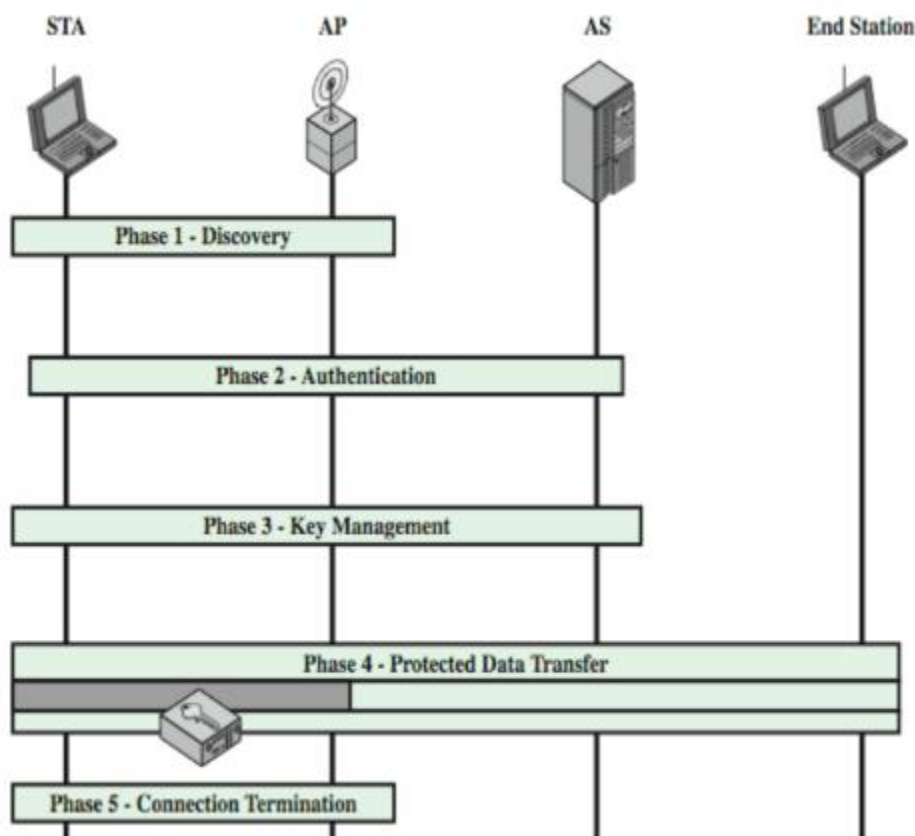 STA AP AS End Station
Phase 1 - Discovery
Phase 2 - Authentication
Phase 3 - Key Management
Phase 4 - Protected Data Transfer
Phase 5 - Connection Termination